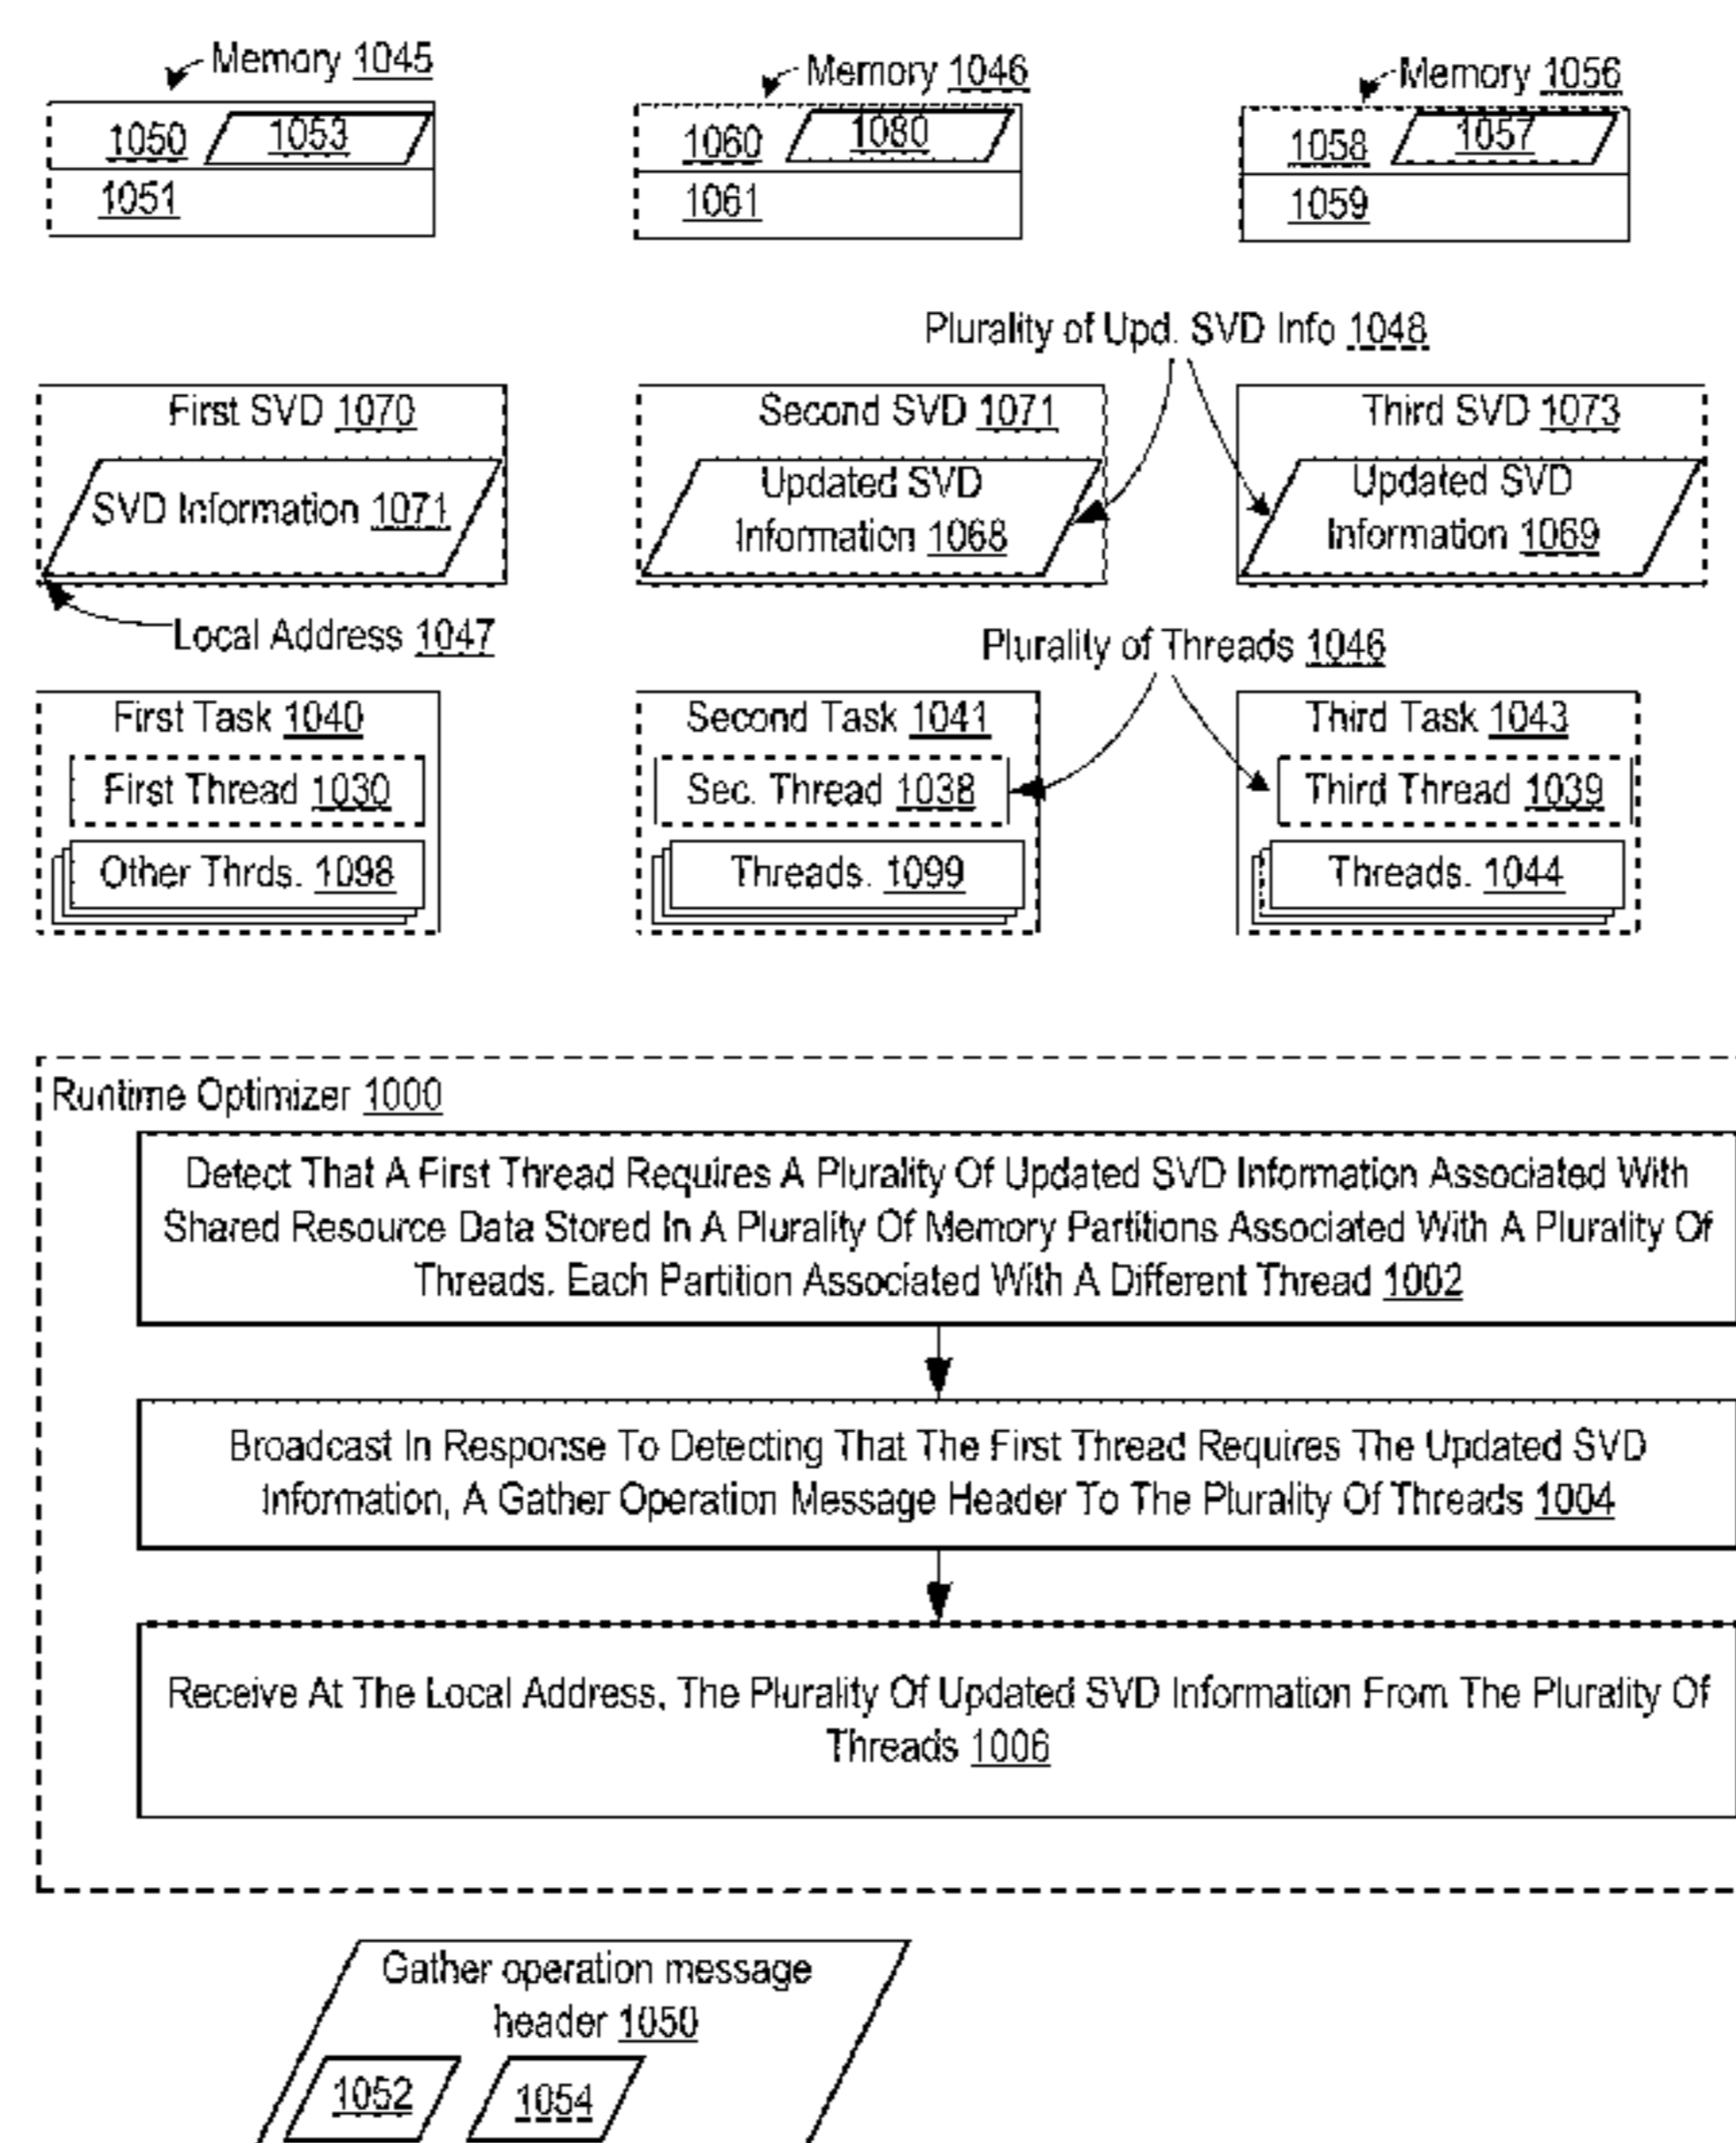 Memory 1045
1050 1053
1051
Memory 1046
1060 1080
1061
Memory 1056
1058 1057
1059
Plurality of Upd. SVD Info 1048
First SVD 1070
SVD Information 1071
Second SVD 1071
Updated SVD
Information 1068
Third SVD 1073
Updated SVD
Information 1069
Local Address 1047
Plurality of Threads 1046
First Task 1040
First Thread 1030
Other Thrds. 1098
Second Task 1041
Sec. Thread 1038
Threads. 1099
Third Task 1043
Third Thread 1039
Threads. 1044
Runtime Optimizer 1000
Detect That A First Thread Requires A Plurality Of Updated SVD Information Associated With
Shared Resource Data Stored In A Plurality Of Memory Partitions Associated With A Plurality Of
Threads. Each Partition Associated With A Different Thread 1002
Broadcast In Response To Detecting That The First Thread Requires The Updated SVD
Information, A Gather Operation Message Header To The Plurality Of Threads 1004
Receive At The Local Address, The Plurality Of Updated SVD Information From The Plurality Of
Threads 1006
Gather operation message
header 1050
1052 1054